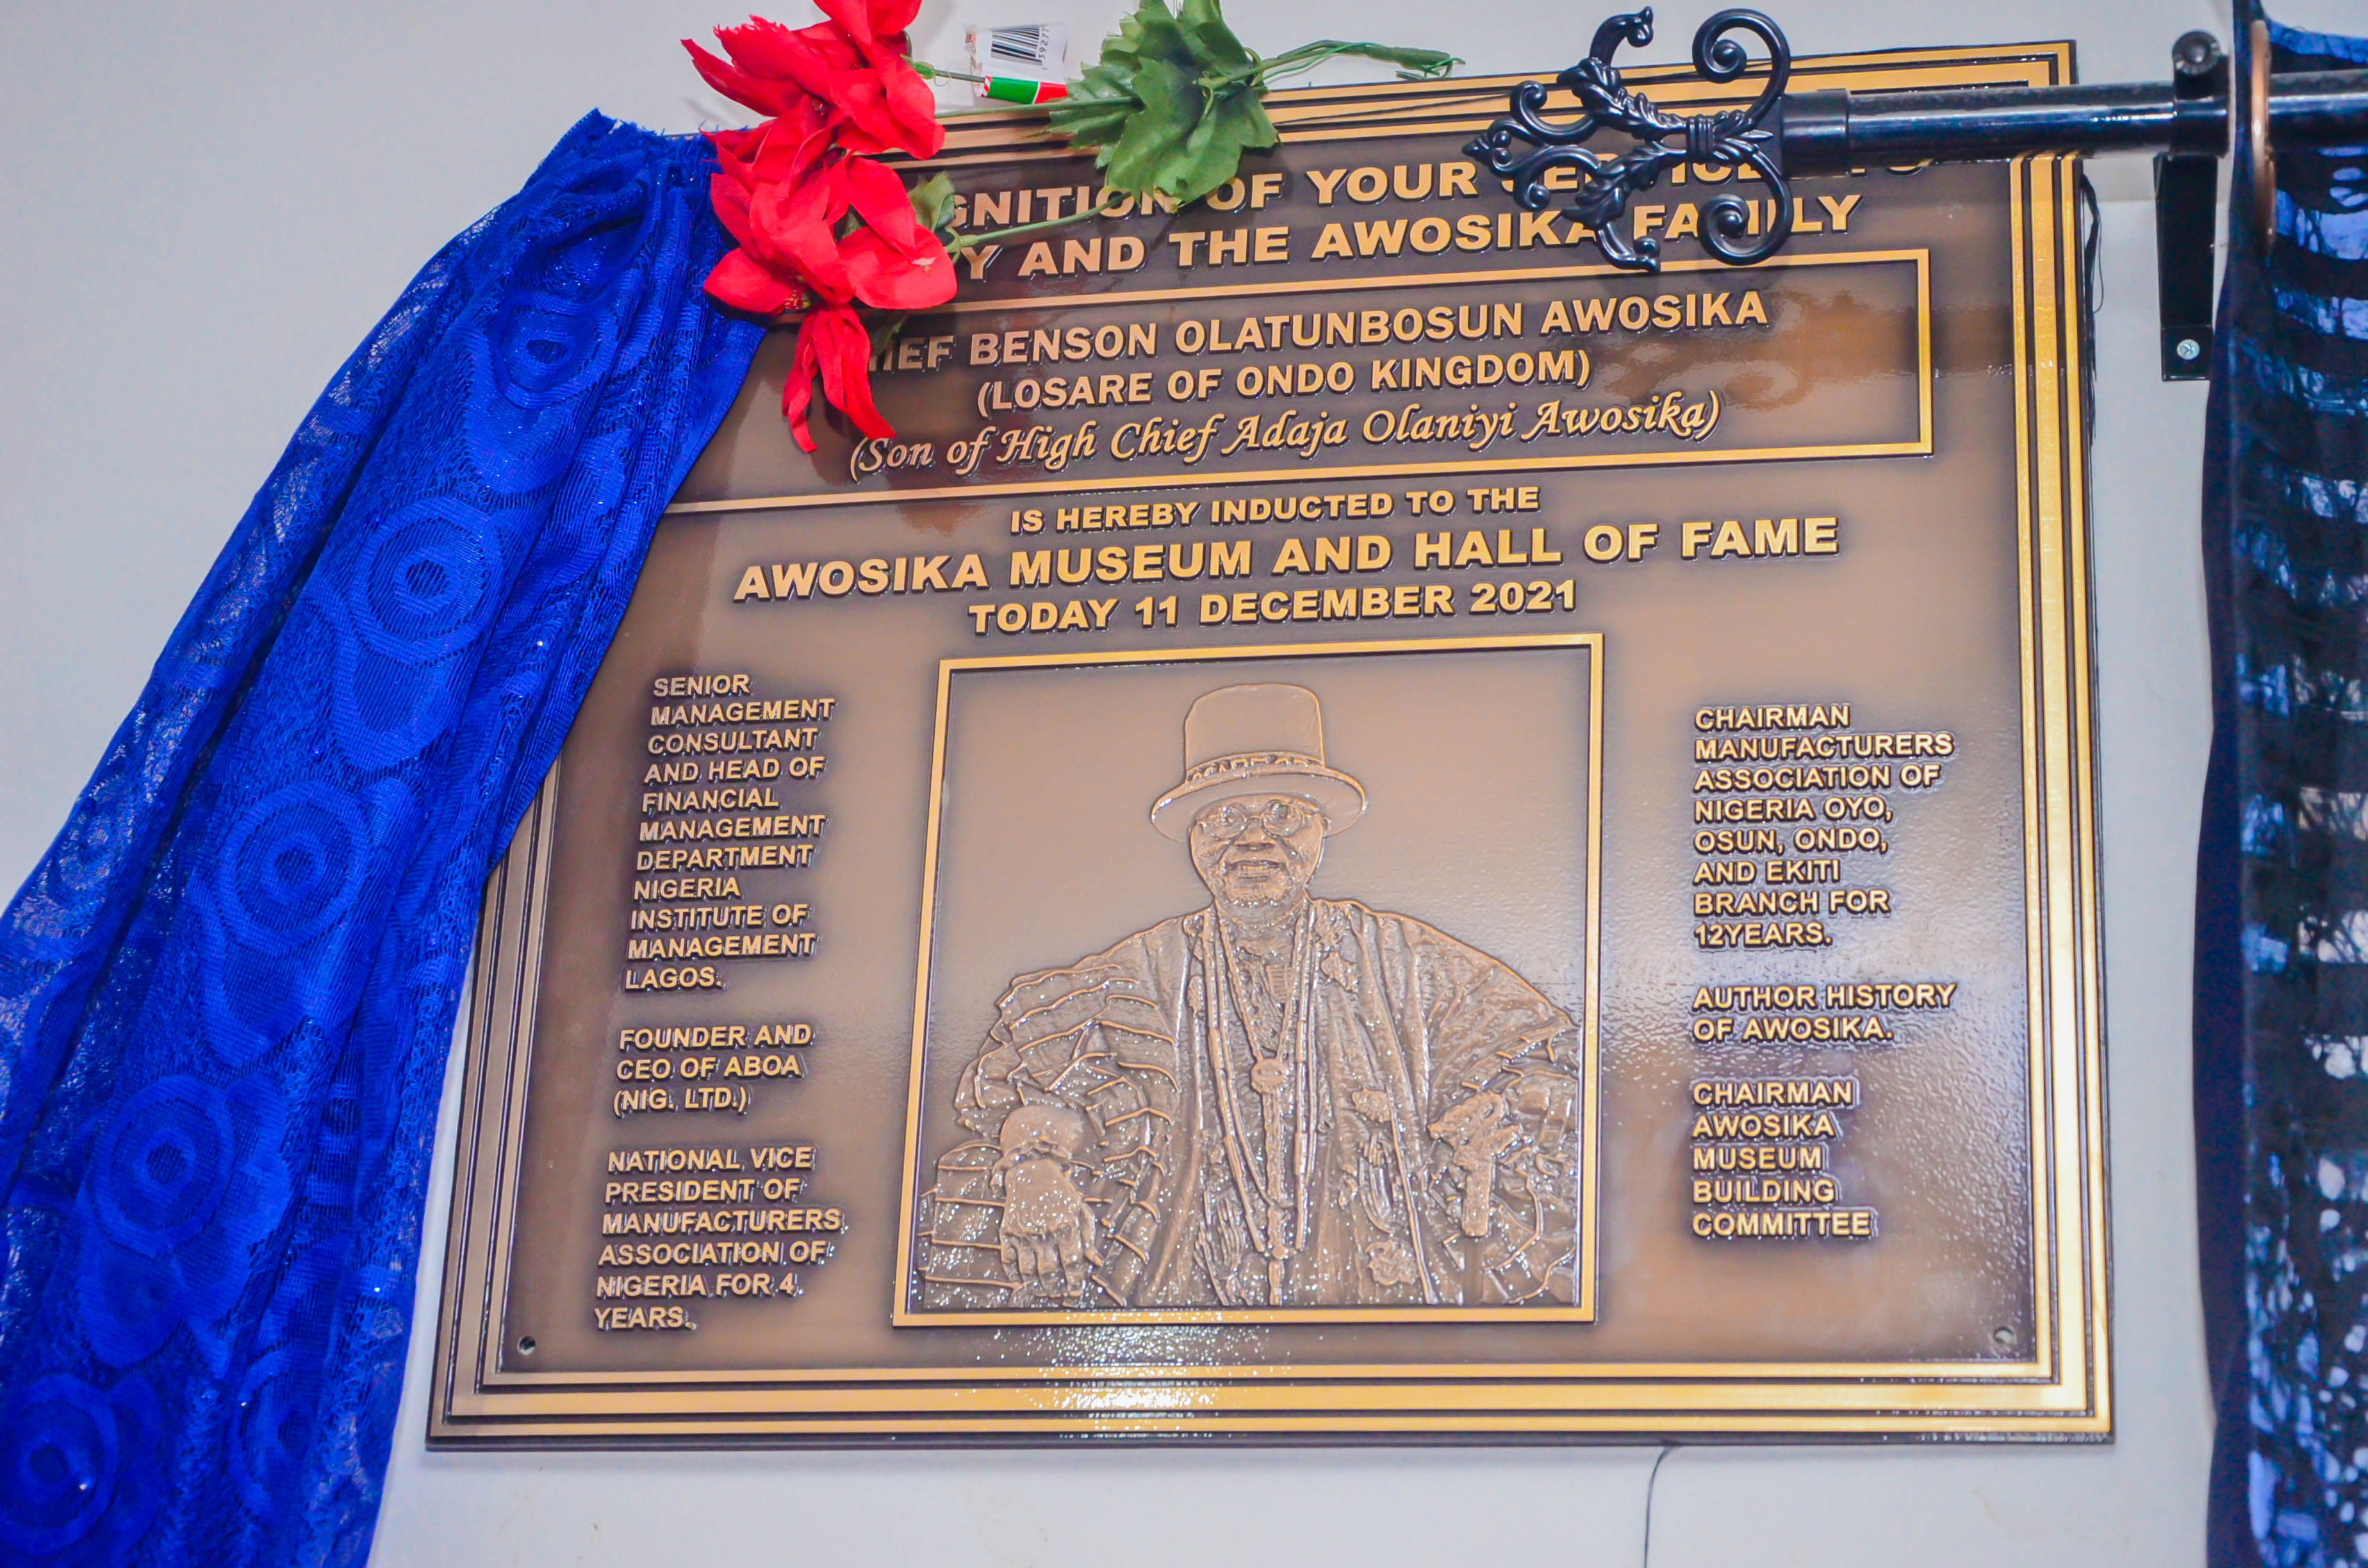 OF YOUR
AND THE AWOSIKA FAMILY
BENSON OLATUNBOSUN AWOSIKA
(LOSARE OF ONDO KINGDOM)
(Son of High Chief Adaja Olaniyi Awosika)
IS HEREBY INDUCTED TO THE
AWOSIKA MUSEUM AND HALL OF FAME
TODAY 11 DECEMBER 2021
SENIOR
MANAGEMENT
CONSULTANT
AND HEAD OF
FINANCIAL
MANAGEMENT
DEPARTMENT
NIGERIA
INSTITUTE OF
MANAGEMENT
LAGOS.
FOUNDER AND
CEO OF ABOA
(NIG. LTD.)
NATIONAL VICE
PRESIDENT OF
MANUFACTURERS
ASSOCIATION OF
NIGERIA FOR 4
YEARS.
CHAIRMAN
MANUFACTURERS
ASSOCIATION OF
NIGERIA OYO,
OSUN, ONDO,
AND EKITI
BRANCH FOR
12YEARS.
AUTHOR HISTORY
OF AWOSIKA.
CHAIRMAN
AWOSIKA
MUSEUM
BUILDING
COMMITTEE